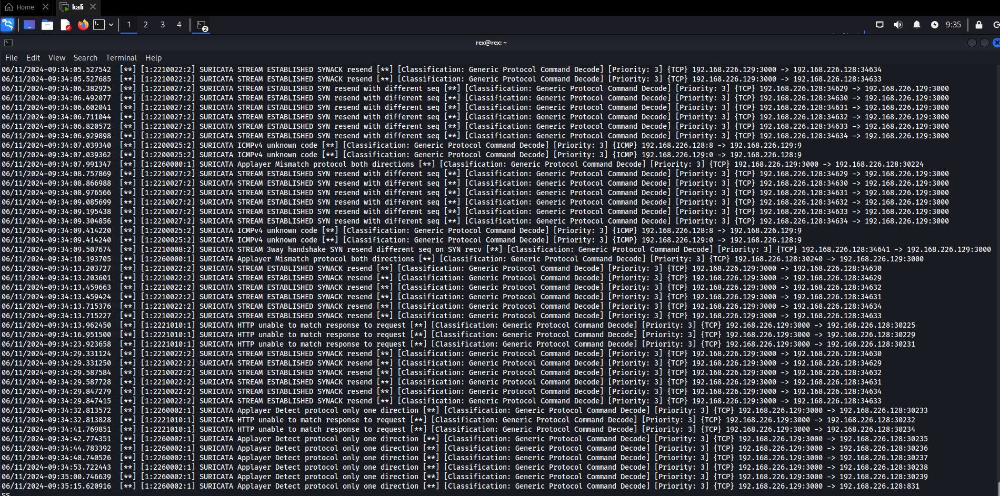 Home
kali
1 2 3 4
2
9:35
rex@rex: ~
File Edit View Search Terminal Help
06/11/2024-09:34:05.527542 [**] [1:2210022:2] SURICATA STREAM ESTABLISHED SYNACK resend [**] [Classification: Generic Protocol Command Decode] [Priority: 3] {TCP} 192.168.226.129:3000 -> 192.168.226.128:34634
06/11/2024-09:34:05.527685 [**] [1:2210022:2] SURICATA STREAM ESTABLISHED SYNACK resend [**] [Classification: Generic Protocol Command Decode] [Priority: 3] {TCP} 192.168.226.129:3000 -> 192.168.226.128:34633
06/11/2024-09:34:06.382925 [**] [1:2210027:2] SURICATA STREAM ESTABLISHED SYN resend with different seq [**] [Classification: Generic Protocol Command Decode] [Priority: 3] {TCP} 192.168.226.128:34629 -> 192.168.226.129:3000
06/11/2024-09:34:06.492077 [**] [1:2210027:2] SURICATA STREAM ESTABLISHED SYN resend with different seq [**] [Classification: Generic Protocol Command Decode] [Priority: 3] {TCP} 192.168.226.128:34630 -> 192.168.226.129:3000
06/11/2024-09:34:06.602041 [**] [1:2210027:2] SURICATA STREAM ESTABLISHED SYN resend with different seq [**] [Classification: Generic Protocol Command Decode] [Priority: 3] {TCP} 192.168.226.128:34631 -> 192.168.226.129:3000
06/11/2024-09:34:06.711044 [**] [1:2210027:2] SURICATA STREAM ESTABLISHED SYN resend with different seq [**] [Classification: Generic Protocol Command Decode] [Priority: 3] {TCP} 192.168.226.128:34632 -> 192.168.226.129:3000
06/11/2024-09:34:06.820572 [**] [1:2210027:2] SURICATA STREAM ESTABLISHED SYN resend with different seq [**] [Classification: Generic Protocol Command Decode] [Priority: 3] {TCP} 192.168.226.128:34633 -> 192.168.226.129:3000
06/11/2024-09:34:06.929898 [**] [1:2210027:2] SURICATA STREAM ESTABLISHED SYN resend with different seq [**] [Classification: Generic Protocol Command Decode] [Priority: 3] {TCP} 192.168.226.128:34634 -> 192.168.226.129:3000
06/11/2024-09:34:07.039340 [**] [1:2200025:2] SURICATA ICMPv4 unknown code [**] [Classification: Generic Protocol Command Decode] [Priority: 3] {ICMP} 192.168.226.128:8 -> 192.168.226.129:9
06/11/2024-09:34:07.039362 [**] [1:2200025:2] SURICATA ICMPv4 unknown code [**] [Classification: Generic Protocol Command Decode] [Priority: 3] {ICMP} 192.168.226.129:0 -> 192.168.226.128:9
06/11/2024-09:34:07.991347 [**] [1:2260000:1] SURICATA Applayer Mismatch protocol both directions [**] [Classification: Generic Protocol Command Decode] [Priority: 3] {TCP} 192.168.226.129:3000 -> 192.168.226.128:30224
06/11/2024-09:34:08.757869 [**] [1:2210027:2] SURICATA STREAM ESTABLISHED SYN resend with different seq [**] [Classification: Generic Protocol Command Decode] [Priority: 3] {TCP} 192.168.226.128:34629 -> 192.168.226.129:3000
06/11/2024-09:34:08.866988 [**] [1:2210027:2] SURICATA STREAM ESTABLISHED SYN resend with different seq [**] [Classification: Generic Protocol Command Decode] [Priority: 3] {TCP} 192.168.226.128:34630 -> 192.168.226.129:3000
06/11/2024-09:34:08.976566 [**] [1:2210027:2] SURICATA STREAM ESTABLISHED SYN resend with different seq [**] [Classification: Generic Protocol Command Decode] [Priority: 3] {TCP} 192.168.226.128:34631 -> 192.168.226.129:3000
06/11/2024-09:34:09.085699 [**] [1:2210027:2] SURICATA STREAM ESTABLISHED SYN resend with different seq [**] [Classification: Generic Protocol Command Decode] [Priority: 3] {TCP} 192.168.226.128:34632 -> 192.168.226.129:3000
06/11/2024-09:34:09.195438 [**] [1:2210027:2] SURICATA STREAM ESTABLISHED SYN resend with different seq [**] [Classification: Generic Protocol Command Decode] [Priority: 3] {TCP} 192.168.226.128:34633 -> 192.168.226.129:3000
06/11/2024-09:34:09.304856 [**] [1:2210027:2] SURICATA STREAM ESTABLISHED SYN resend with different seq [**] [Classification: Generic Protocol Command Decode] [Priority: 3] {TCP} 192.168.226.128:34634 -> 192.168.226.129:3000
06/11/2024-09:34:09.414220 [**] [1:2200025:2] SURICATA ICMPv4 unknown code [**] [Classification: Generic Protocol Command Decode] [Priority: 3] {ICMP} 192.168.226.128:8 -> 192.168.226.129:9
06/11/2024-09:34:09.414240 [**] [1:2200025:2] SURICATA ICMPv4 unknown code [**] [Classification: Generic Protocol Command Decode] [Priority: 3] {ICMP} 192.168.226.129:0 -> 192.168.226.128:9
06/11/2024-09:34:09.507674 [**] [1:2210008:2] SURICATA STREAM 3way handshake SYN resend different seq on SYN recv [**] [Classification: Generic Protocol Command Decode] [Priority: 3] {TCP} 192.168.226.128:34641 -> 192.168.226.129:3000
06/11/2024-09:34:10.193705 [**] [1:2260000:1] SURICATA Applayer Mismatch protocol both directions [**] [Classification: Generic Protocol Command Decode] [Priority: 3] {TCP} 192.168.226.128:30240 -> 192.168.226.129:3000
06/11/2024-09:34:13.203727 [**] [1:2210022:2] SURICATA STREAM ESTABLISHED SYNACK resend [**] [Classification: Generic Protocol Command Decode] [Priority: 3] {TCP} 192.168.226.129:3000 -> 192.168.226.128:34630
06/11/2024-09:34:13.203601 [**] [1:2210022:2] SURICATA STREAM ESTABLISHED SYNACK resend [**] [Classification: Generic Protocol Command Decode] [Priority: 3] {TCP} 192.168.226.129:3000 -> 192.168.226.128:34629
06/11/2024-09:34:13.459663 [**] [1:2210022:2] SURICATA STREAM ESTABLISHED SYNACK resend [**] [Classification: Generic Protocol Command Decode] [Priority: 3] {TCP} 192.168.226.129:3000 -> 192.168.226.128:34632
06/11/2024-09:34:13.459424 [**] [1:2210022:2] SURICATA STREAM ESTABLISHED SYNACK resend [**] [Classification: Generic Protocol Command Decode] [Priority: 3] {TCP} 192.168.226.129:3000 -> 192.168.226.128:34631
06/11/2024-09:34:13.715376 [**] [1:2210022:2] SURICATA STREAM ESTABLISHED SYNACK resend [**] [Classification: Generic Protocol Command Decode] [Priority: 3] {TCP} 192.168.226.129:3000 -> 192.168.226.128:34634
06/11/2024-09:34:13.715227 [**] [1:2210022:2] SURICATA STREAM ESTABLISHED SYNACK resend [**] [Classification: Generic Protocol Command Decode] [Priority: 3] {TCP} 192.168.226.129:3000 -> 192.168.226.128:34633
06/11/2024-09:34:13.962450 [**] [1:2221010:1] SURICATA HTTP unable to match response to request [**] [Classification: Generic Protocol Command Decode] [Priority: 3] {TCP} 192.168.226.129:3000 -> 192.168.226.128:30225
06/11/2024-09:34:16.951500 [**] [1:2221010:1] SURICATA HTTP unable to match response to request [**] [Classification: Generic Protocol Command Decode] [Priority: 3] {TCP} 192.168.226.129:3000 -> 192.168.226.128:30229
06/11/2024-09:34:23.923658 [**] [1:2221010:1] SURICATA HTTP unable to match response to request [**] [Classification: Generic Protocol Command Decode] [Priority: 3] {TCP} 192.168.226.129:3000 -> 192.168.226.128:30231
06/11/2024-09:34:29.331124 [**] [1:2210022:2] SURICATA STREAM ESTABLISHED SYNACK resend [**] [Classification: Generic Protocol Command Decode] [Priority: 3] {TCP} 192.168.226.129:3000 -> 192.168.226.128:34630
06/11/2024-09:34:29.331250 [**] [1:2210022:2] SURICATA STREAM ESTABLISHED SYNACK resend [**] [Classification: Generic Protocol Command Decode] [Priority: 3] {TCP} 192.168.226.129:3000 -> 192.168.226.128:34629
06/11/2024-09:34:29.587584 [**] [1:2210022:2] SURICATA STREAM ESTABLISHED SYNACK resend [**] [Classification: Generic Protocol Command Decode] [Priority: 3] {TCP} 192.168.226.129:3000 -> 192.168.226.128:34632
06/11/2024-09:34:29.587728 [**] [1:2210022:2] SURICATA STREAM ESTABLISHED SYNACK resend [**] [Classification: Generic Protocol Command Decode] [Priority: 3] {TCP} 192.168.226.129:3000 -> 192.168.226.128:34631
06/11/2024-09:34:29.847279 [**] [1:2210022:2] SURICATA STREAM ESTABLISHED SYNACK resend [**] [Classification: Generic Protocol Command Decode] [Priority: 3] {TCP} 192.168.226.129:3000 -> 192.168.226.128:34634
06/11/2024-09:34:29.847415 [**] [1:2210022:2] SURICATA STREAM ESTABLISHED SYNACK resend [**] [Classification: Generic Protocol Command Decode] [Priority: 3] {TCP} 192.168.226.129:3000 -> 192.168.226.128:34633
06/11/2024-09:34:32.813572 [**] [1:2260002:1] SURICATA Applayer Detect protocol only one direction [**] [Classification: Generic Protocol Command Decode] [Priority: 3] {TCP} 192.168.226.129:3000 -> 192.168.226.128:30233
06/11/2024-09:34:32.813828 [**] [1:2221010:1] SURICATA HTTP unable to match response to request [**] [Classification: Generic Protocol Command Decode] [Priority: 3] {TCP} 192.168.226.129:3000 -> 192.168.226.128:30232
06/11/2024-09:34:41.769851 [**] [1:2221010:1] SURICATA HTTP unable to match response to request [**] [Classification: Generic Protocol Command Decode] [Priority: 3] {TCP} 192.168.226.129:3000 -> 192.168.226.128:30234
06/11/2024-09:34:42.774351 [**] [1:2260002:1] SURICATA Applayer Detect protocol only one direction [**] [Classification: Generic Protocol Command Decode] [Priority: 3] {TCP} 192.168.226.129:3000 -> 192.168.226.128:30235
06/11/2024-09:34:44.783392 [**] [1:2260002:1] SURICATA Applayer Detect protocol only one direction [**] [Classification: Generic Protocol Command Decode] [Priority: 3] {TCP} 192.168.226.129:3000 -> 192.168.226.128:30236
06/11/2024-09:34:48.740526 [**] [1:2260002:1] SURICATA Applayer Detect protocol only one direction [**] [Classification: Generic Protocol Command Decode] [Priority: 3] {TCP} 192.168.226.129:3000 -> 192.168.226.128:30237
06/11/2024-09:34:53.722443 [**] [1:2260002:1] SURICATA Applayer Detect protocol only one direction [**] [Classification: Generic Protocol Command Decode] [Priority: 3] {TCP} 192.168.226.129:3000 -> 192.168.226.128:30238
06/11/2024-09:35:00.746639 [**] [1:2260002:1] SURICATA Applayer Detect protocol only one direction [**] [Classification: Generic Protocol Command Decode] [Priority: 3] {TCP} 192.168.226.129:3000 -> 192.168.226.128:30239
06/11/2024-09:35:15.620916 [**] [1:2260002:1] SURICATA Applayer Detect protocol only one direction [**] [Classification: Generic Protocol Command Decode] [Priority: 3] {TCP} 192.168.226.129:3000 -> 192.168.226.128:831